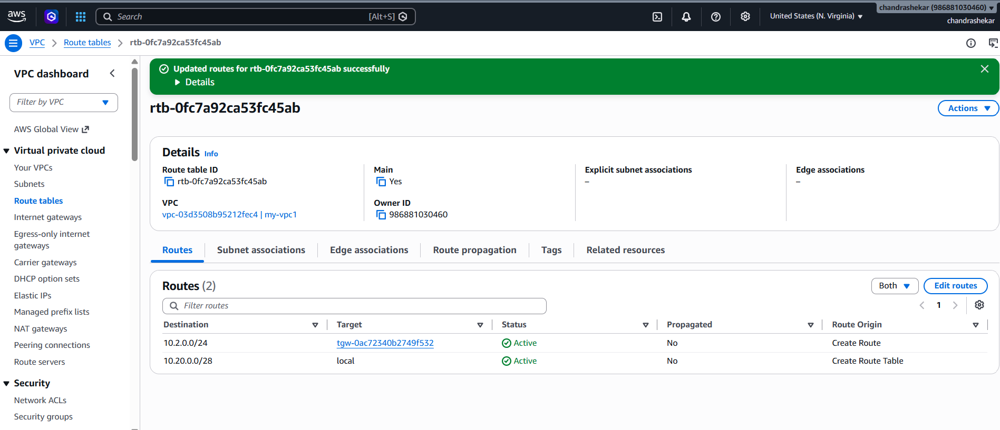 aws
Search [Alt+S]
United States (N. Virginia)
chandrashekar (986881030460)
chandrashekar
VPC
Route tables
rtb-0fc7a92ca53fc45ab
VPC dashboard
Filter by VPC
AWS Global View
Virtual private cloud
Your VPCs
Subnets
Route tables
Internet gateways
Egress-only internet
gateways
Carrier gateways
DHCP option sets
Elastic IPs
Managed prefix lists
NAT gateways
Peering connections
Route servers
Security
Network ACLs
Security groups
Updated routes for rtb-0fc7a92ca53fc45ab successfully
Details
rtb-0fc7a92ca53fc45ab
Actions
Details Info
Route table ID
rtb-0fc7a92ca53fc45ab
Main
Yes
Explicit subnet associations
–
Edge associations
–
VPC
vpc-03d3508b95212fec4 | my-vpc1
Owner ID
986881030460
Routes Subnet associations Edge associations Route propagation Tags Related resources
Routes (2)
Both
Edit routes
Filter routes
1
Destination Target Status Propagated Route Origin
10.2.0.0/24 tgw-0ac72340b2749f532 Active No Create Route
10.20.0.0/28 local Active No Create Route Table